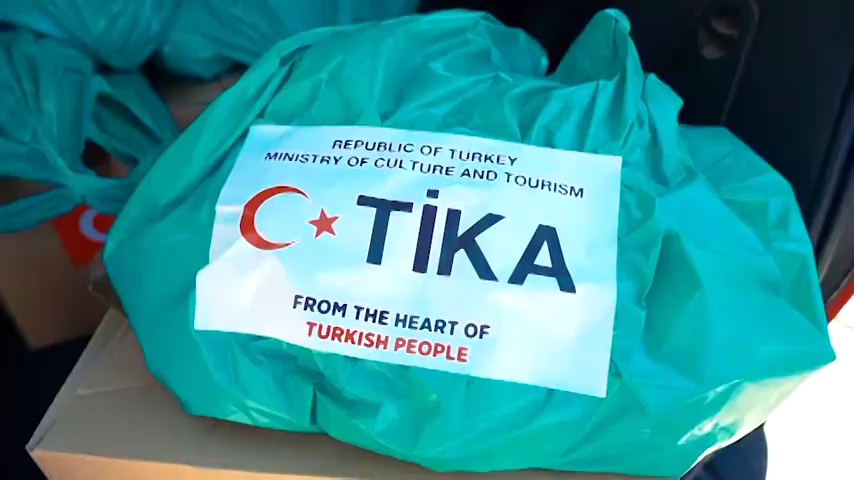 REPUBLIC OF TURKEY
MINISTRY OF CULTURE AND TOURISM
TİKA
FROM THE HEART OF
TURKISH PEOPLE